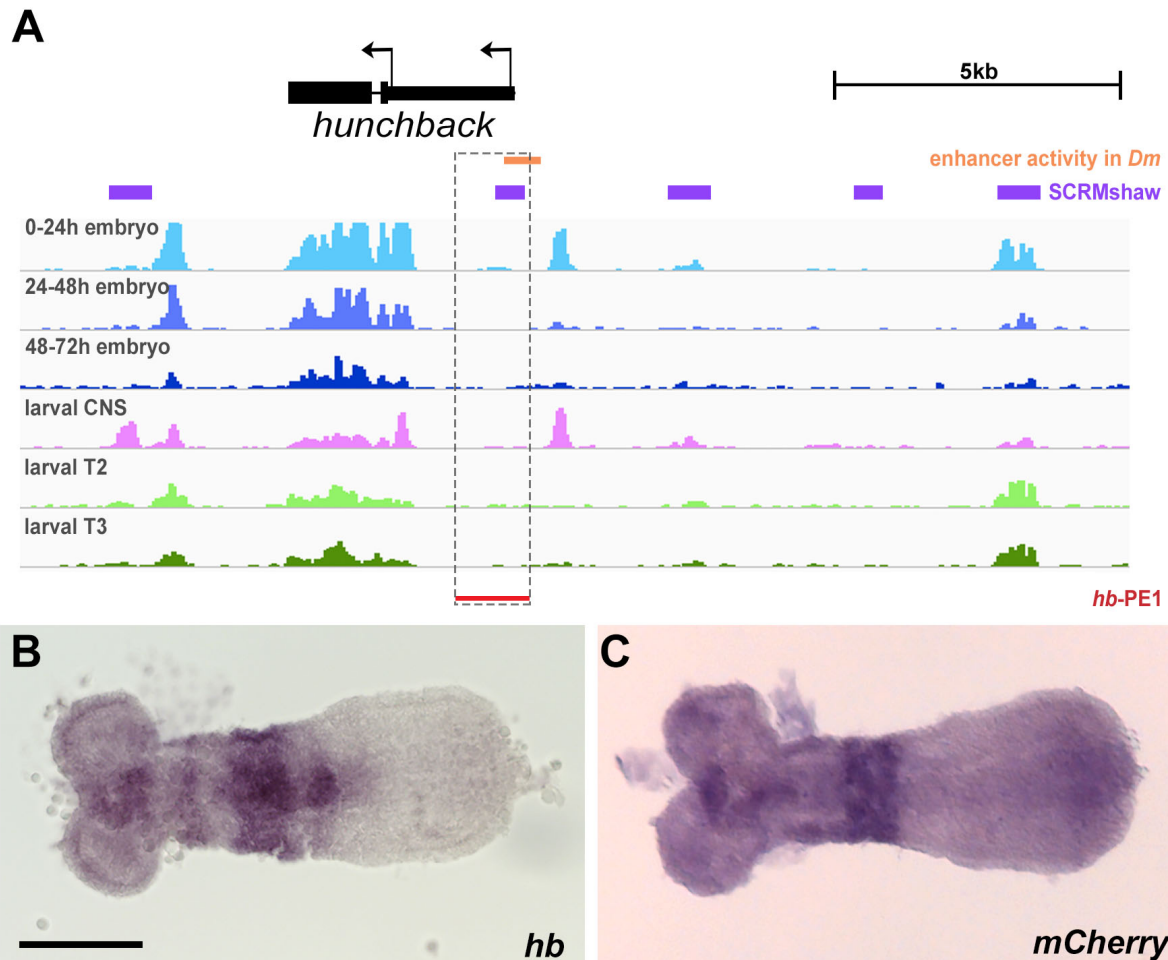 A
5kb
hunchback
enhancer activity in Dm
SCRMshaw
0-24h embryo
24-48h embryo
48-72h embryo
larval CNS
larval T2
larval T3
hb-PE1
B
C
hb
mCherry